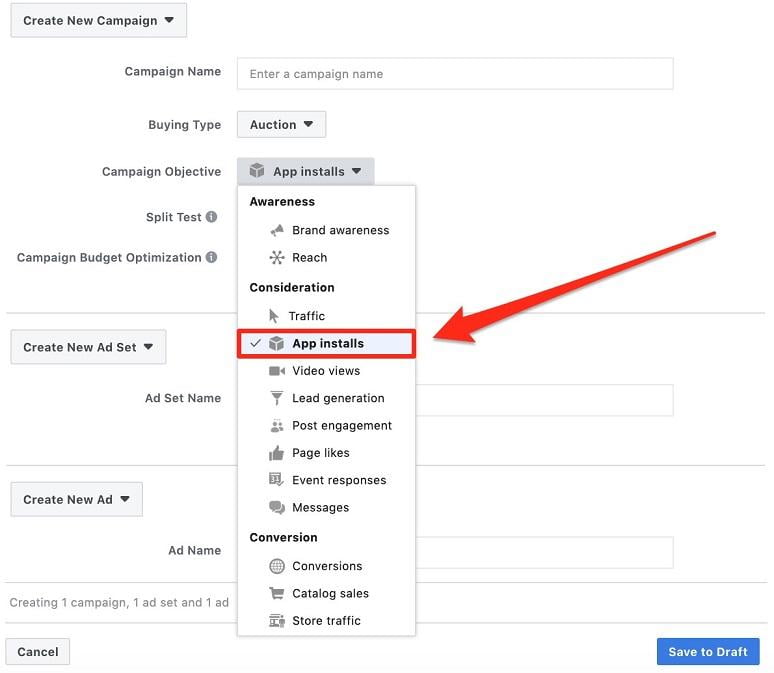 Create New Campaign
Campaign Name
Enter a campaign name
Buying Type
Auction
Campaign Objective
App installs
Split Test
Campaign Budget Optimization
Awareness
Brand awareness
Reach
Consideration
Traffic
App installs
Video views
Lead generation
Post engagement
Page likes
Event responses
Messages
Conversion
Conversions
Catalog sales
Store traffic
Create New Ad Set
Ad Set Name
Create New Ad
Ad Name
Creating 1 campaign, 1 ad set and 1 ad
Cancel
Save to Draft